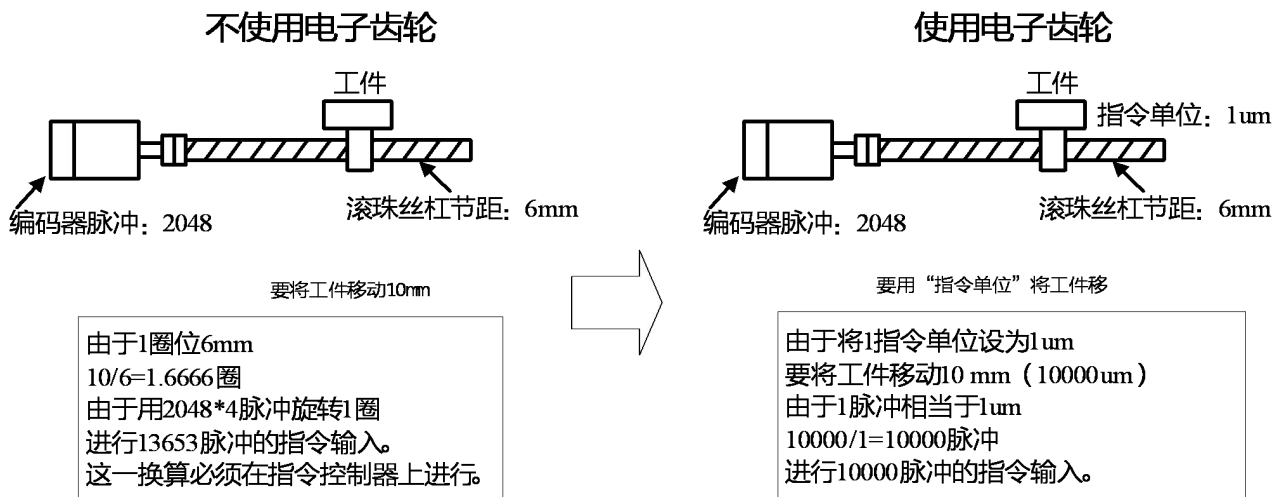 不使用电子齿轮
工件
编码器脉冲：2048
滚珠丝杠节距：6mm
要将工件移动10mm
由于1圈位6mm
10/6=1.6666圈
由于用2048*4脉冲旋转1圈
进行13653脉冲的指令输入。
这一换算必须在指令控制器上进行。
使用电子齿轮
工件
指令单位：1um
编码器脉冲：2048
滚珠丝杠节距：6mm
要用“指令单位”将工件移
由于将1指令单位设为1um
要将工件移动10 mm（10000um）
由于1脉冲相当于1um
10000/1=10000脉冲
进行10000脉冲的指令输入。